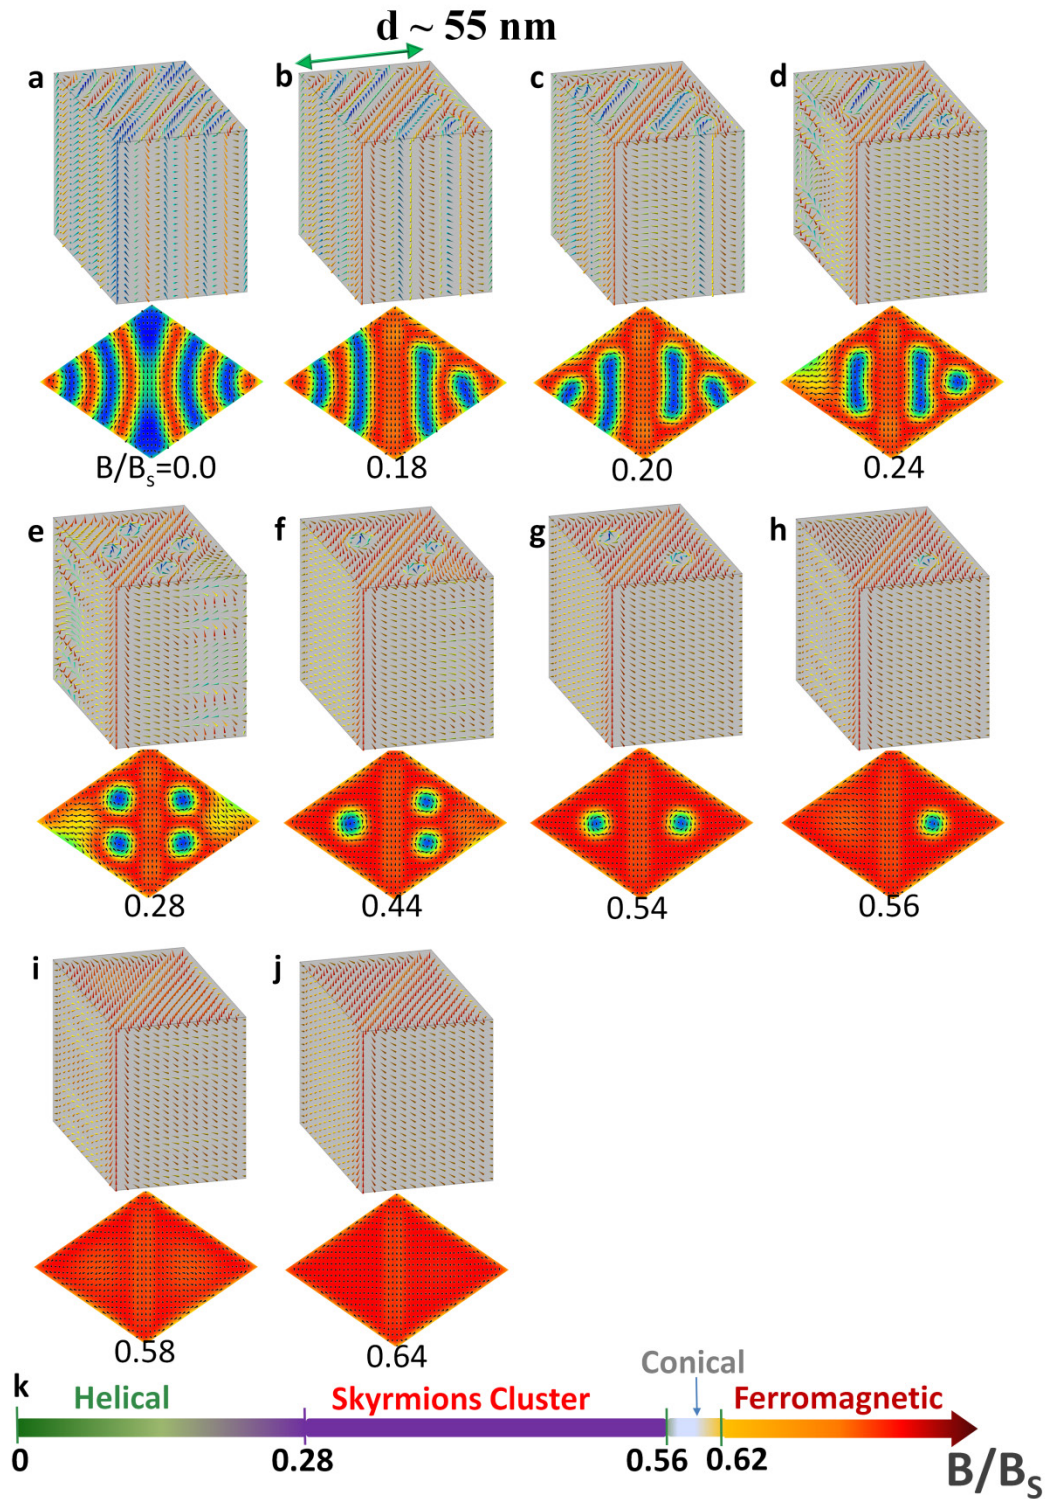 d ~ 55 nm
a b c d
B/Bs=0.0 0.18 0.20 0.24
e f g h
0.28 0.44 0.54 0.56
i j
0.58 0.64
Conical
k Helical Skyrmions Cluster Ferromagnetic
0 0.28 0.56 0.62 B/BS